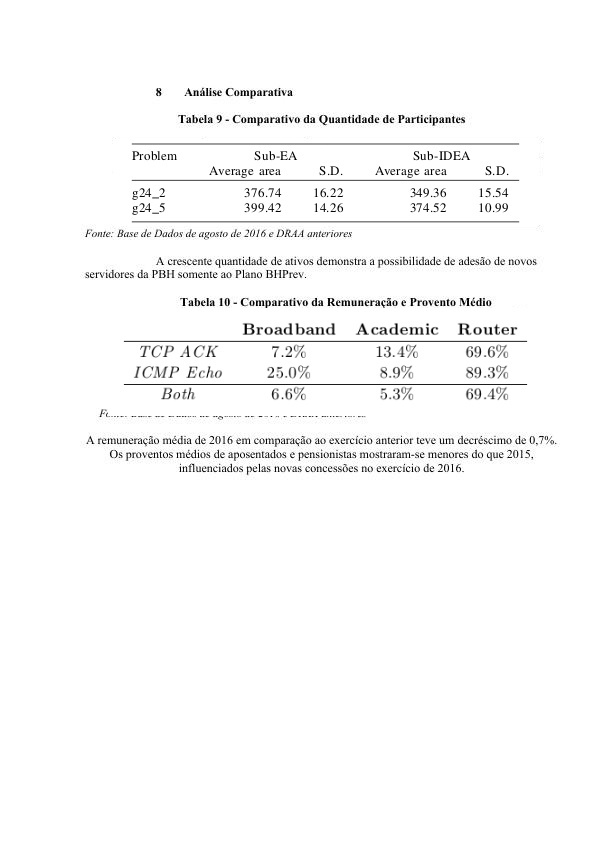 8 Análise Comparativa
Tabela 9 - Comparativo da Quantidade de Participantes
Problem Sub-EA Sub-IDEA
Average area S.D. Average area S.D.
g24_2 376.74 16.22 349.36 15.54
g24_5 399.42 14.26 374.52 10.99
Fonte: Base de Dados de agosto de 2016 e DRAA anteriores
A crescente quantidade de ativos demonstra a possibilidade de adesão de novos
servidores da PBH somente ao Plano BHPrev.
Tabela 10 - Comparativo da Remuneração e Provento Médio
Broadband Academic Router
TCP ACK 7.2% 13.4% 69.6%
ICMP Echo 25.0% 8.9% 89.3%
Both 6.6% 5.3% 69.4%
A remuneração média de 2016 em comparação ao exercício anterior teve um decréscimo de 0,7%.
Os proventos médios de aposentados e pensionistas mostraram-se menores do que 2015,
influenciados pelas novas concessões no exercício de 2016.